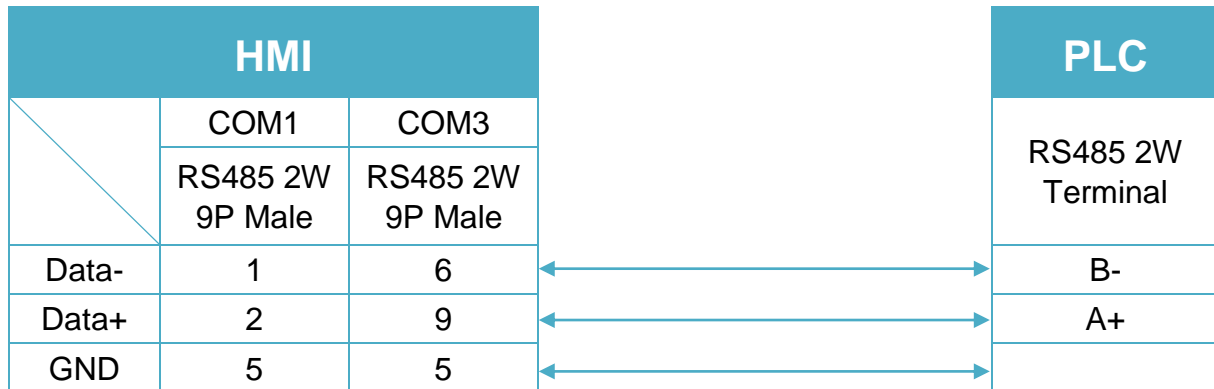 HMI
PLC
COM1 COM3
RS485 2W
9P Male
RS485 2W
9P Male
RS485 2W
Terminal
Data- 1 6 B-
Data+ 2 9 A+
GND 5 5